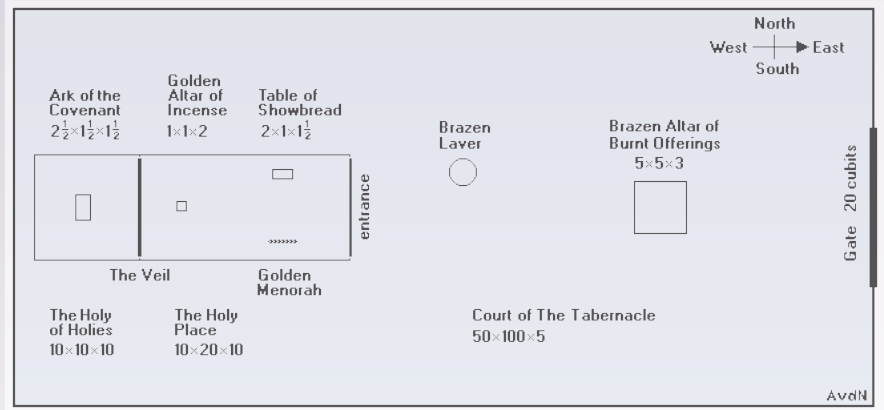 North
West East
South
Ark of the
Covenant
2½×1½×1½
Golden
Altar of
Incense
1×1×2
Table of
Showbread
2×1×1½
Brazen
Laver
Brazen Altar of
Burnt Offerings
5×5×3
entrance
Gate 20 cubits
The Veil
Golden
Menorah
The Holy
of Holies
10×10×10
The Holy
Place
10×20×10
Court of The Tabernacle
50×100×5
AvdN